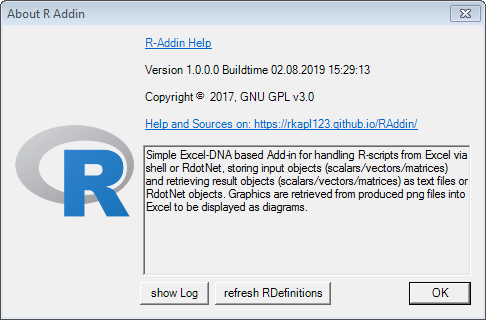 About R Addin
R-Addin Help
Version 1.0.0.0 Buildtime 02.08.2019 15:29:13
Copyright © 2017, GNU GPL v3.0
Help and Sources on: https://rkapl123.github.io/RAddin/
R
Simple Excel-DNA based Add-in for handling R-scripts from Excel via
shell or RdotNet, storing input objects (scalars/vectors/matrices)
and retrieving result objects (scalars/vectors/matrices) as text files or
RdotNet objects. Graphics are retrieved from produced png files into
Excel to be displayed as diagrams.
show Log
refresh RDefinitions
OK